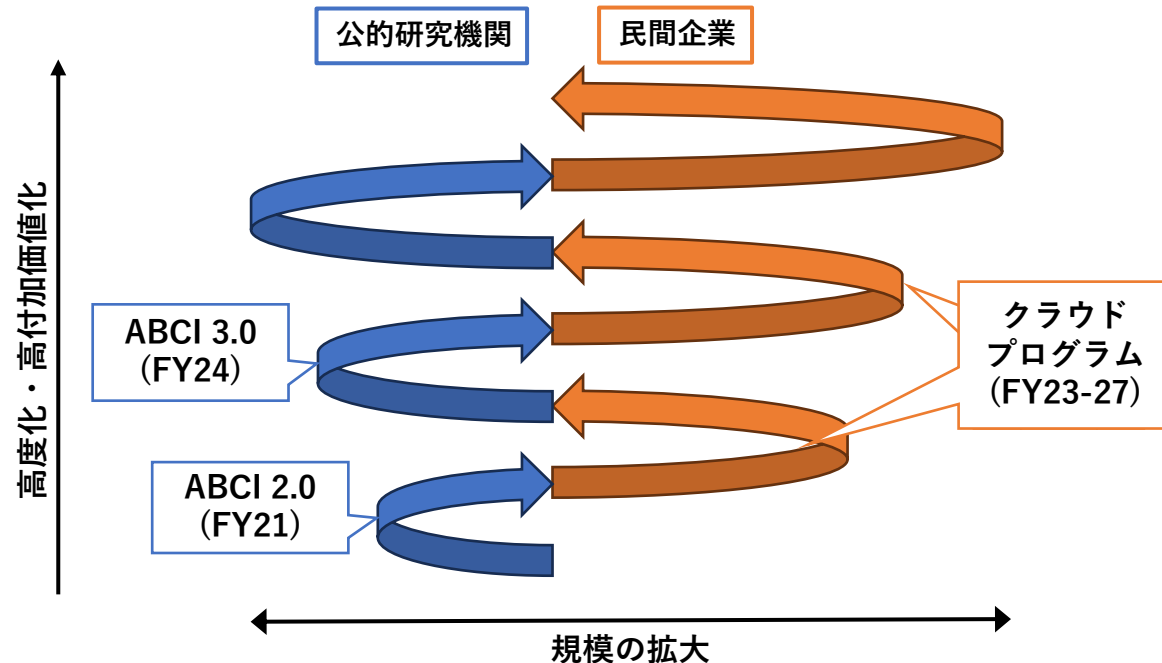 公的研究機関
民間企業
高度化・高付加価値化
ABCI 3.0
(FY24)
クラウド
プログラム
(FY23-27)
ABCI 2.0
(FY21)
規模の拡大